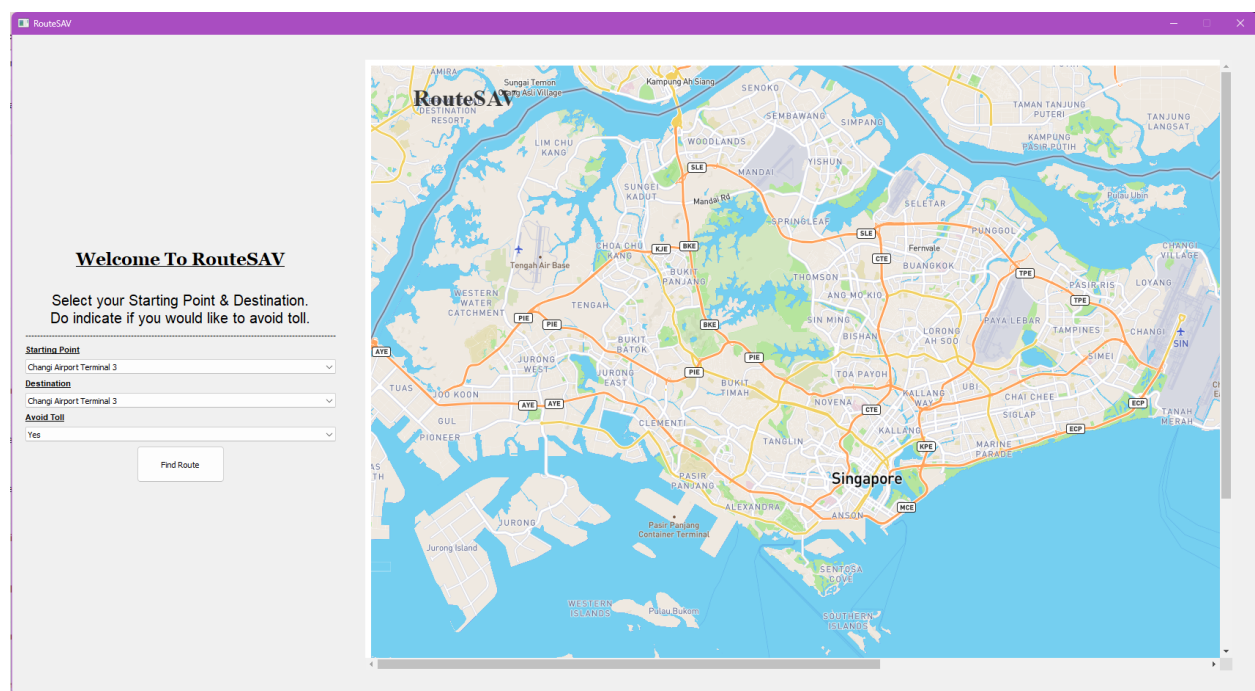 RouteSAV
Welcome To RouteSAV
Select your Starting Point & Destination.
Do indicate if you would like to avoid toll.
Starting Point
Changi Airport Terminal 3
Destination
Changi Airport Terminal 3
Avoid Toll
Yes
Find Route
RouteSAV
AMIRA
Sungai Temon
Asli Village
DESTINATION
RESORT
Kampung Ah Siang
SENOKO
SEMBAWANG
SIMPANG
TAMAN TANJUNG
PUTERI
TANJUNG
LANGSAT
KAMPUNG
PASIR PUTIH
LIM CHU
KANG
WOODLANDS
SLE
MANDAI
YISHUN
SUNGEI
KADUT
Mandai Rd
SELETAR
Pulau Ubin
SPRINGLEAF
SLE
PUNGGOL
CHOA CHU
KANG
KJE
BKE
Fernvale
CTE
BUANGKOK
CHANGI
VILLAGE
Tengah Air Base
BUKIT
PANJANG
THOMSON
TPE
PASIR RIS
LOYANG
WESTERN
WATER
CATCHMENT
TENGAH
ANG MO KIO
TPE
PIE
PIE
BKE
SIN MING
BISHAN
LORONG
AH SOO
PAYA LEBAR
TAMPINES
CHANGI
SIN
BUKIT
BATOK
AYE
JURONG
WEST
PIE
SIMEI
JURONG
EAST
PIE
BUKIT
TIMAH
TOA PAYOH
TUAS
JOO KOON
KALLANG
WAY
UBI
CHAI CHEE
AYE
AYE
NOVENA
CTE
ECP
TANAH
MERAH
SIGLAP
GUL
CLEMENTI
KALLANG
ECP
PIONEER
TANGLIN
KPE
MARINE
PARADE
PASIR
PANJANG
Singapore
ALEXANDRA
ANSON
MCE
JURONG
Pasir Panjang
Container Terminal
Jurong Island
SENTOSA
COVE
WESTERN
ISLANDS
Pulau Bukom
SOUTHERN
ISLANDS